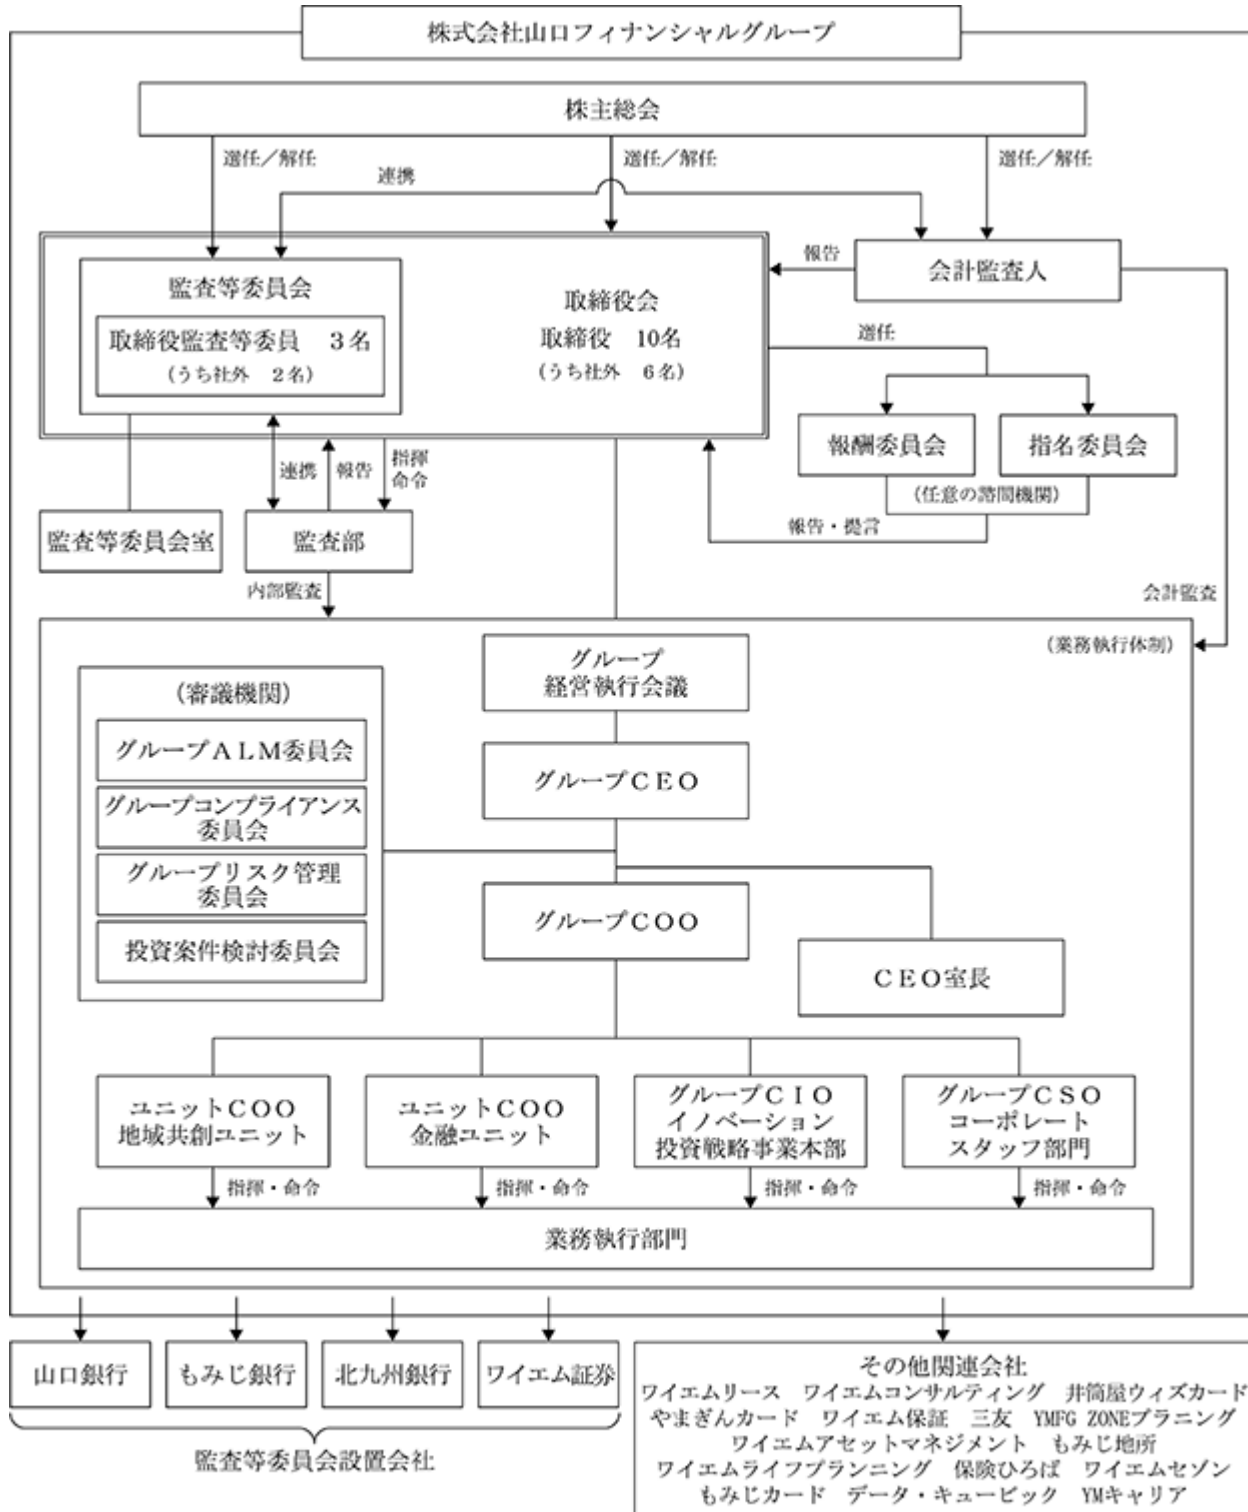 株式会社山口フィナンシャルグループ
株主総会
選任／解任
選任／解任
選任／解任
連携
監査等委員会
取締役監査等委員　３名
(うち社外　２名)
取締役会
取締役　10名
(うち社外　６名)
報告
会計監査人
選任
報酬委員会
指名委員会
(任意の諮問機関)
報告・提言
連携
報告
指揮
命令
監査等委員会室
監査部
内部監査
会計監査
(業務執行体制)
グループ
経営執行会議
(審議機関)
グループＡＬＭ委員会
グループコンプライアンス
委員会
グループリスク管理
委員会
投資案件検討委員会
グループＣＥＯ
グループＣＯＯ
ＣＥＯ室長
ユニットＣＯＯ
地域共創ユニット
ユニットＣＯＯ
金融ユニット
グループＣＩＯ
イノベーション
投資戦略事業本部
グループＣＳＯ
コーポレート
スタッフ部門
指揮・命令
指揮・命令
指揮・命令
指揮・命令
業務執行部門
山口銀行
もみじ銀行
北九州銀行
ワイエム証券
監査等委員会設置会社
その他関連会社
ワイエムリース　ワイエムコンサルティング　井筒屋ウィズカード
やまぎんカード　ワイエム保証　三友　YMFG ZONEプラニング
ワイエムアセットマネジメント　もみじ地所
ワイエムライフプランニング　保険ひろば　ワイエムセゾン
もみじカード　データ・キュービック　YMキャリア